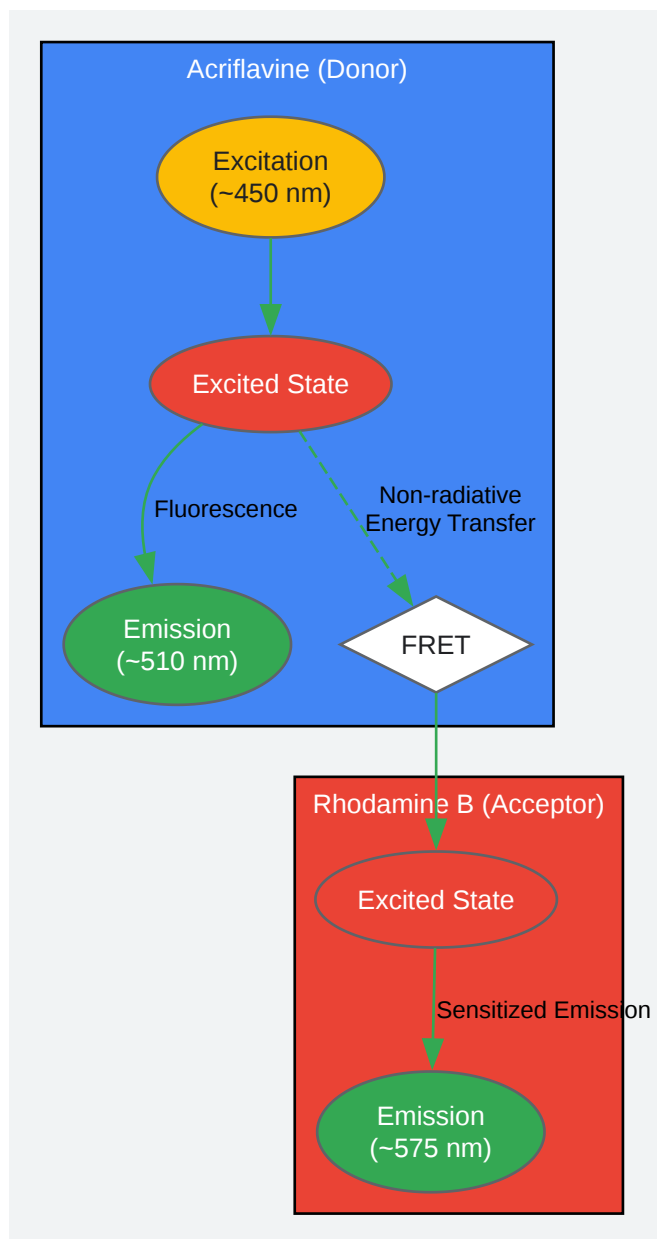 Acriflavine (Donor)
Excitation
(~450 nm)
Excited State
Fluorescence
Non-radiative
Energy Transfer
Emission
(~510 nm)
FRET
Rhodamine B (Acceptor)
Excited State
Sensitized Emission
Emission
(~575 nm)